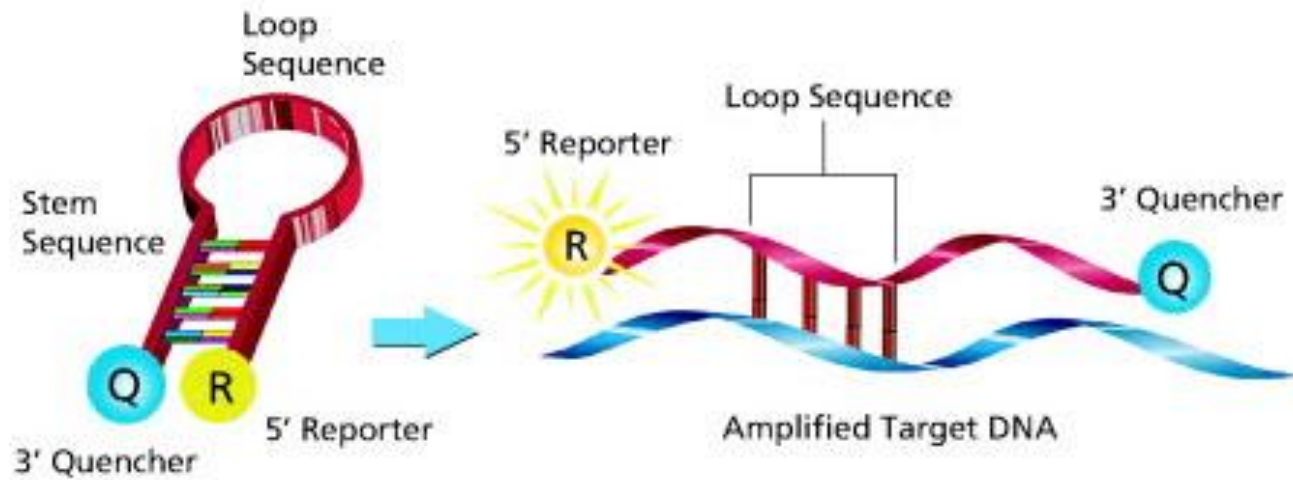 Loop
Sequence
Stem
Sequence
Q
R
5’ Reporter
3’ Quencher
Loop Sequence
5’ Reporter
R
3’ Quencher
Q
Amplified Target DNA